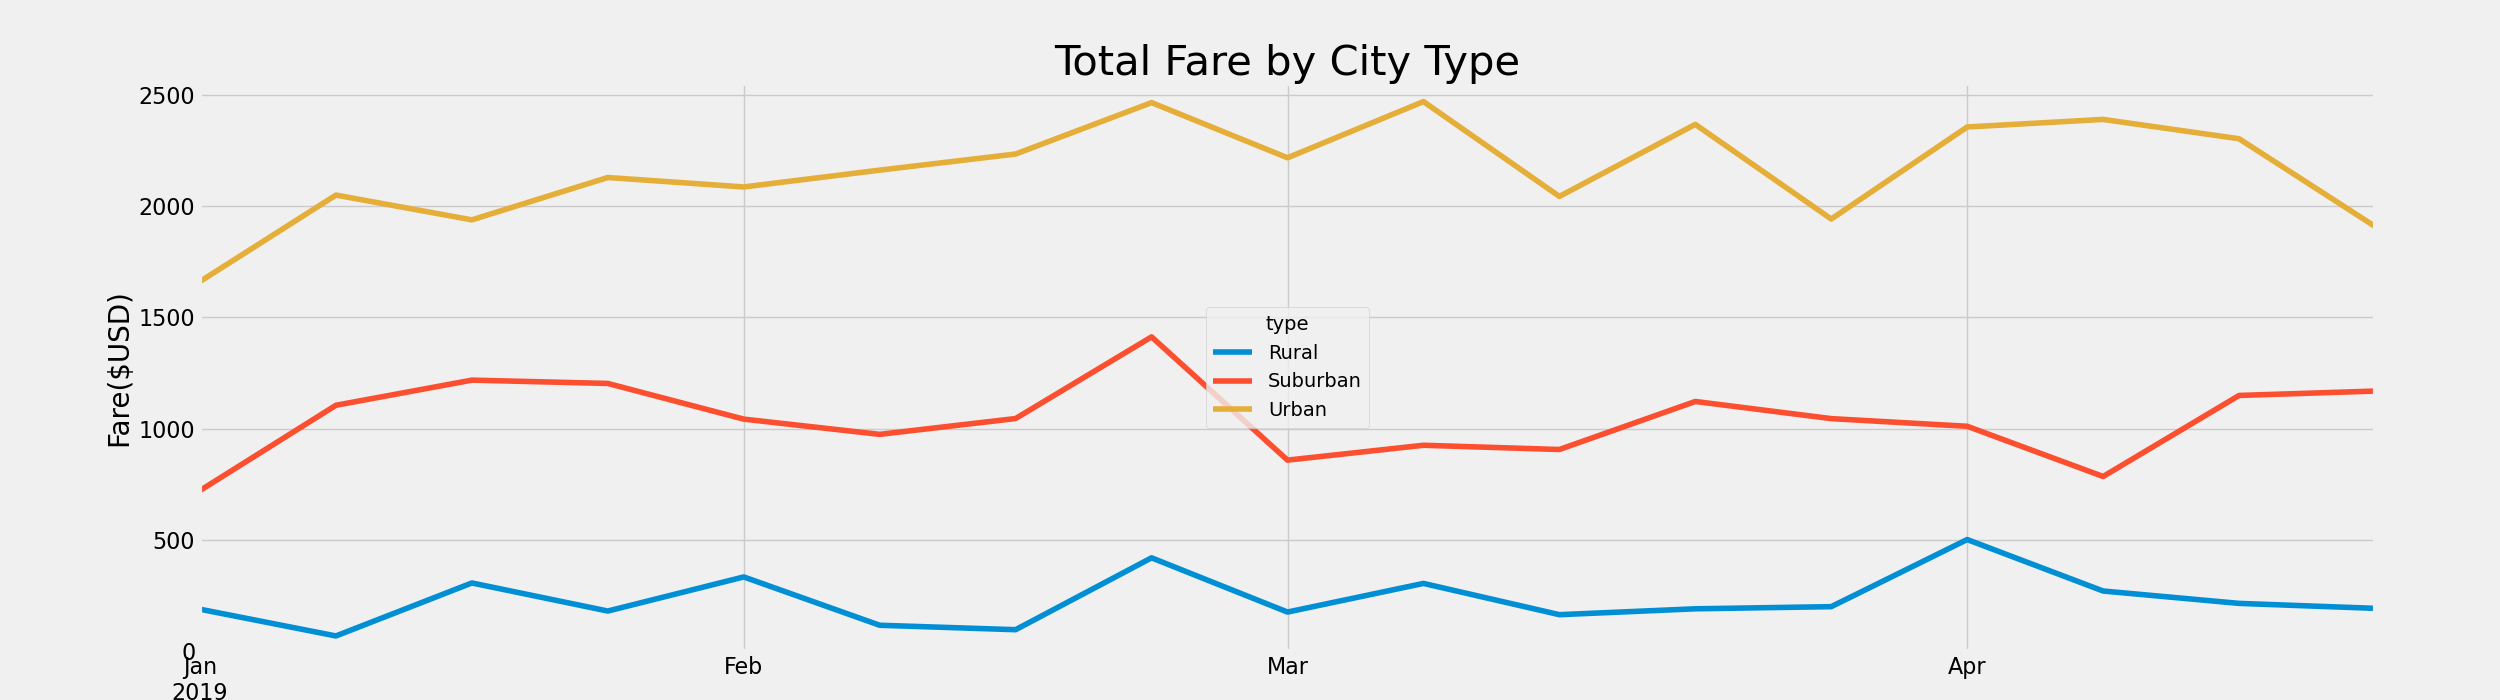 Total Fare by City Type
Fare($USD)
2500
2000
1500
1000
500
0
type
Rural
Suburban
Urban
Jan
2019
Feb
Mar
Apr